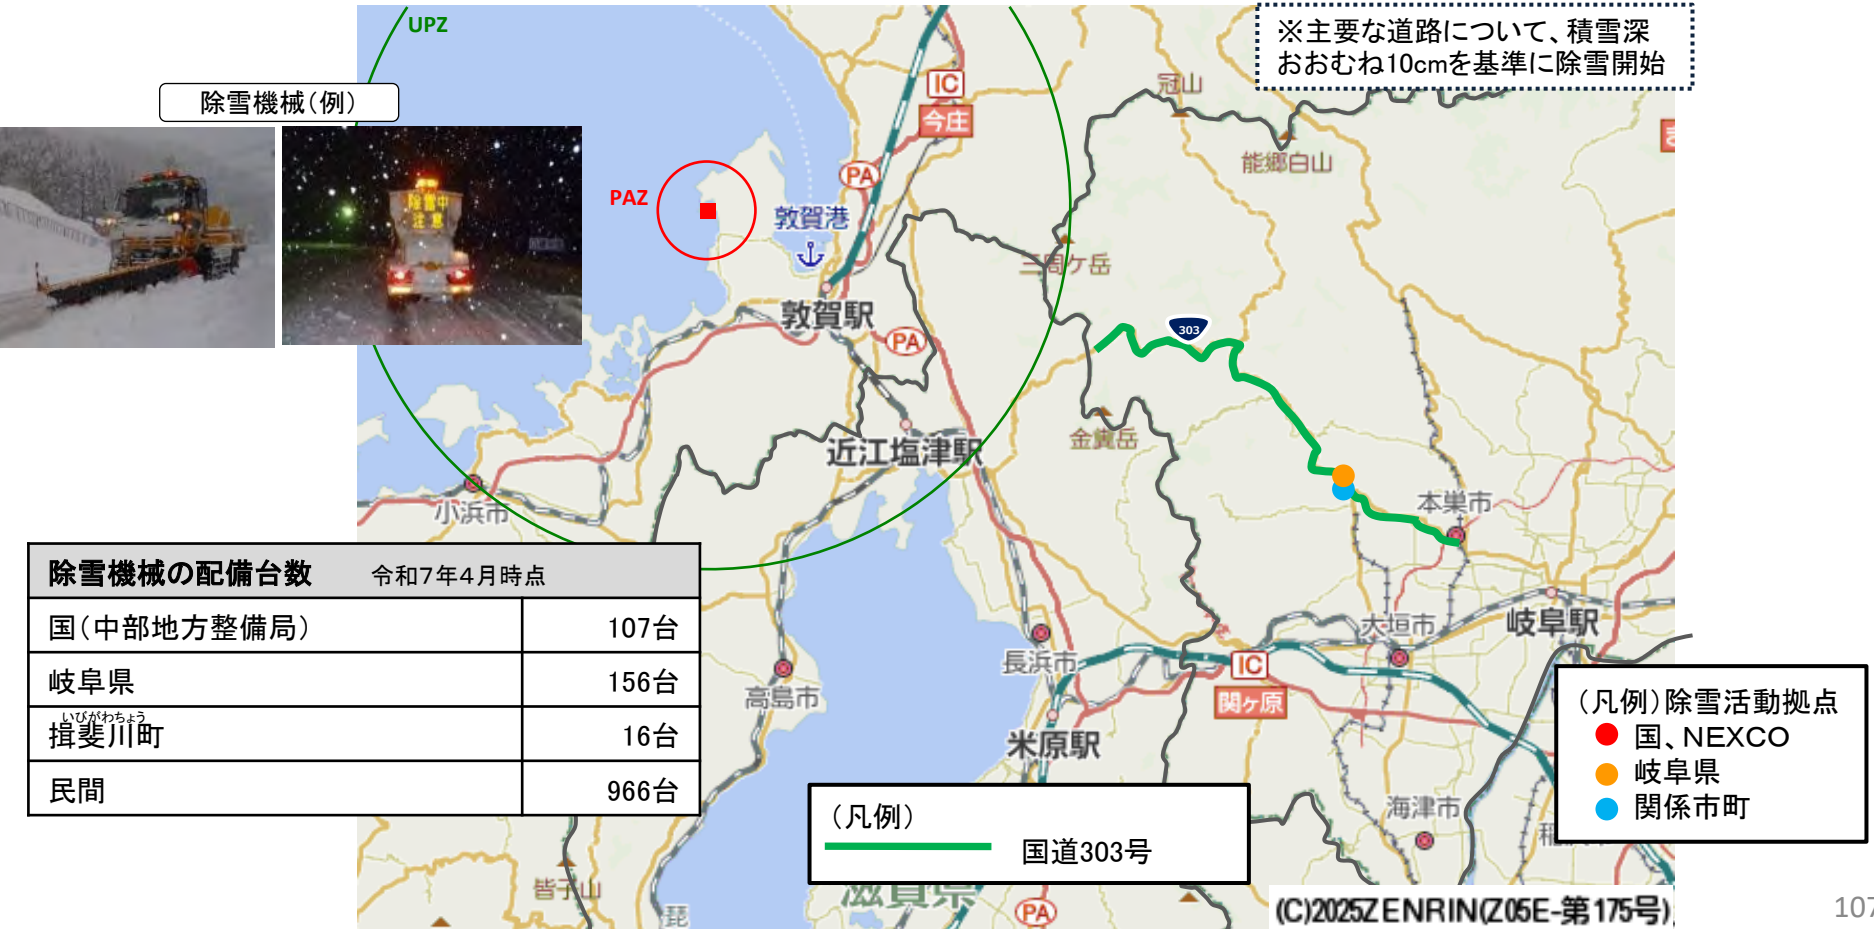 UPZ
※主要な道路について、積雪深
おおむね10cmを基準に除雪開始
除雪機械(例)
除雪中
注意
PAZ
IC
今庄
PA
敦賀港
敦賀駅
PA
冠山
能郷白山
三周ケ岳
303
金糞岳
近江塩津駅
小浜市
本巣市
除雪機械の配備台数 令和7年4月時点
国(中部地方整備局) 107台
岐阜県 156台
いびがわちょう
揖斐川町 16台
民間 966台
高島市
長浜市
米原駅
IC
関ヶ原
大垣市
岐阜駅
海津市
(凡例)除雪活動拠点
国、NEXCO
岐阜県
関係市町
(凡例)
国道303号
皆子山
琵
滋賀県
PA
(C)2025ZENRIN(Z05E-第175号)
107